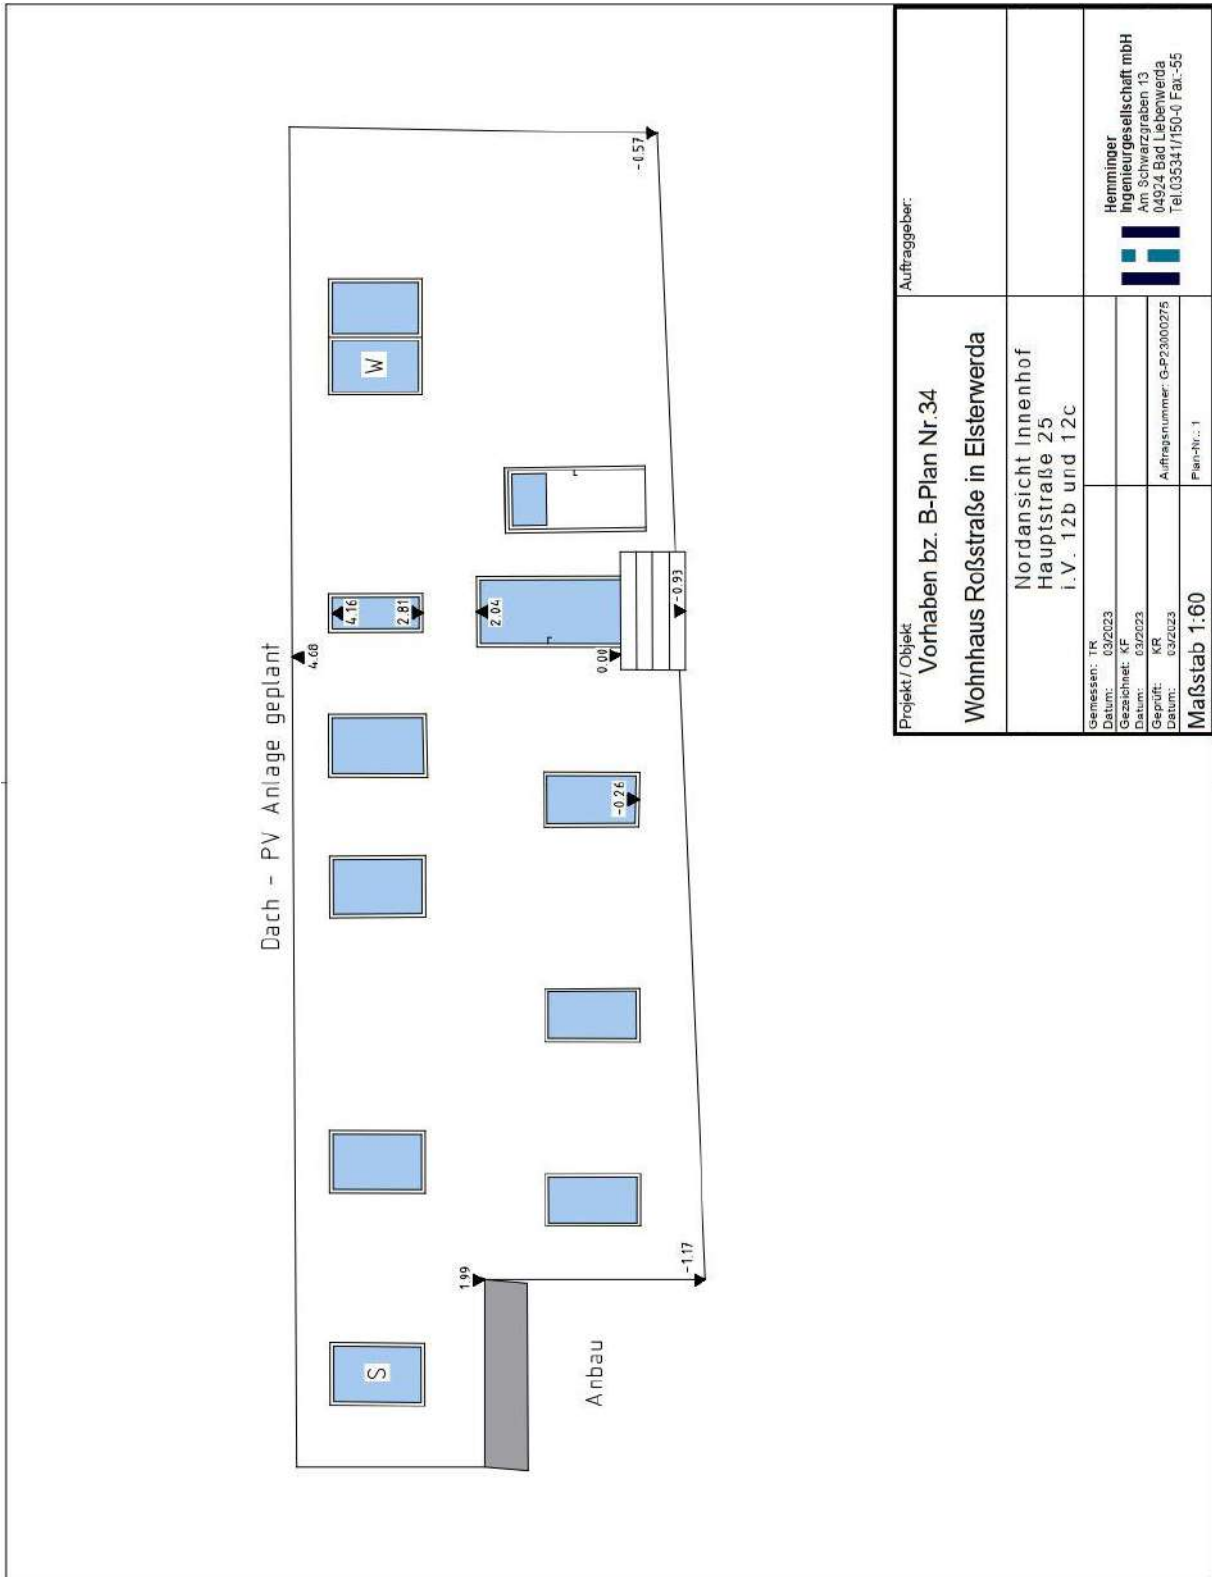 Dach - PV Anlage geplant
4.68
W
4.16
2.81
2.04
0.00
-0.93
-0.57
-0.26
S
1.99
-1.17
Anbau
Projekt / Objekt
Vorhaben bz. B-Plan Nr.34
Wohnhaus Roßstraße in Elsterwerda
Auftraggeber:
Nordansicht Innenhof
Hauptstraße 25
i.V. 12b und 12c
Gemessen: TR
Datum: 03/2023
Gezeichnet: KF
Datum: 03/2023
Geprüft: KR
Datum: 03/2023
Auftragsnummer: G-P23000275
Maßstab 1:60
Plan-Nr.: 1
Hemminger
Ingenieurgesellschaft mbH
Am Schwarzgraben 13
04924 Bad Liebenwerda
Tel.035341/150-0 Fax:-55